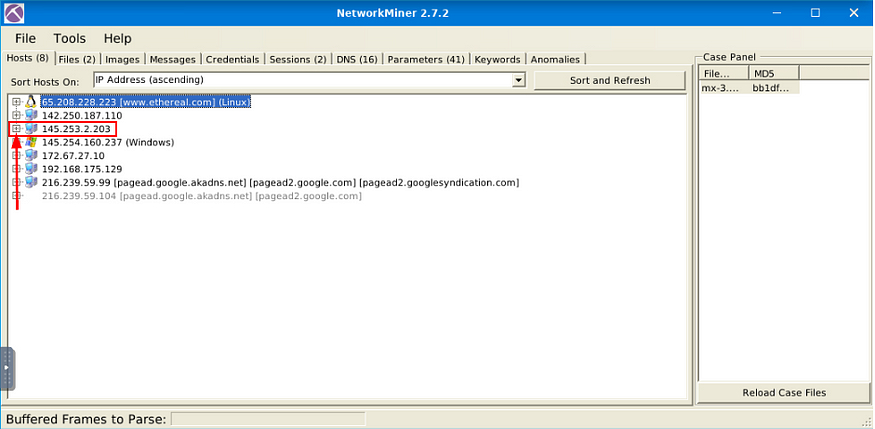 NetworkMiner 2.7.2
File Tools Help
Hosts (8) Files (2) Images Messages Credentials Sessions (2) DNS (16) Parameters (41) Keywords Anomalies
Sort Hosts On: IP Address (ascending) Sort and Refresh
65.208.228.223 [www.ethereal.com] (Linux)
142.250.187.110
145.253.2.203
145.254.160.237 (Windows)
172.67.27.10
192.168.175.129
216.239.59.99 [pagead.google.akadns.net] [pagead2.google.com] [pagead2.googlesyndication.com]
216.239.59.104 [pagead.google.akadns.net] [pagead2.google.com]
Case Panel
File... MD5
mx-3.... bb1df...
Reload Case Files
Buffered Frames to Parse: